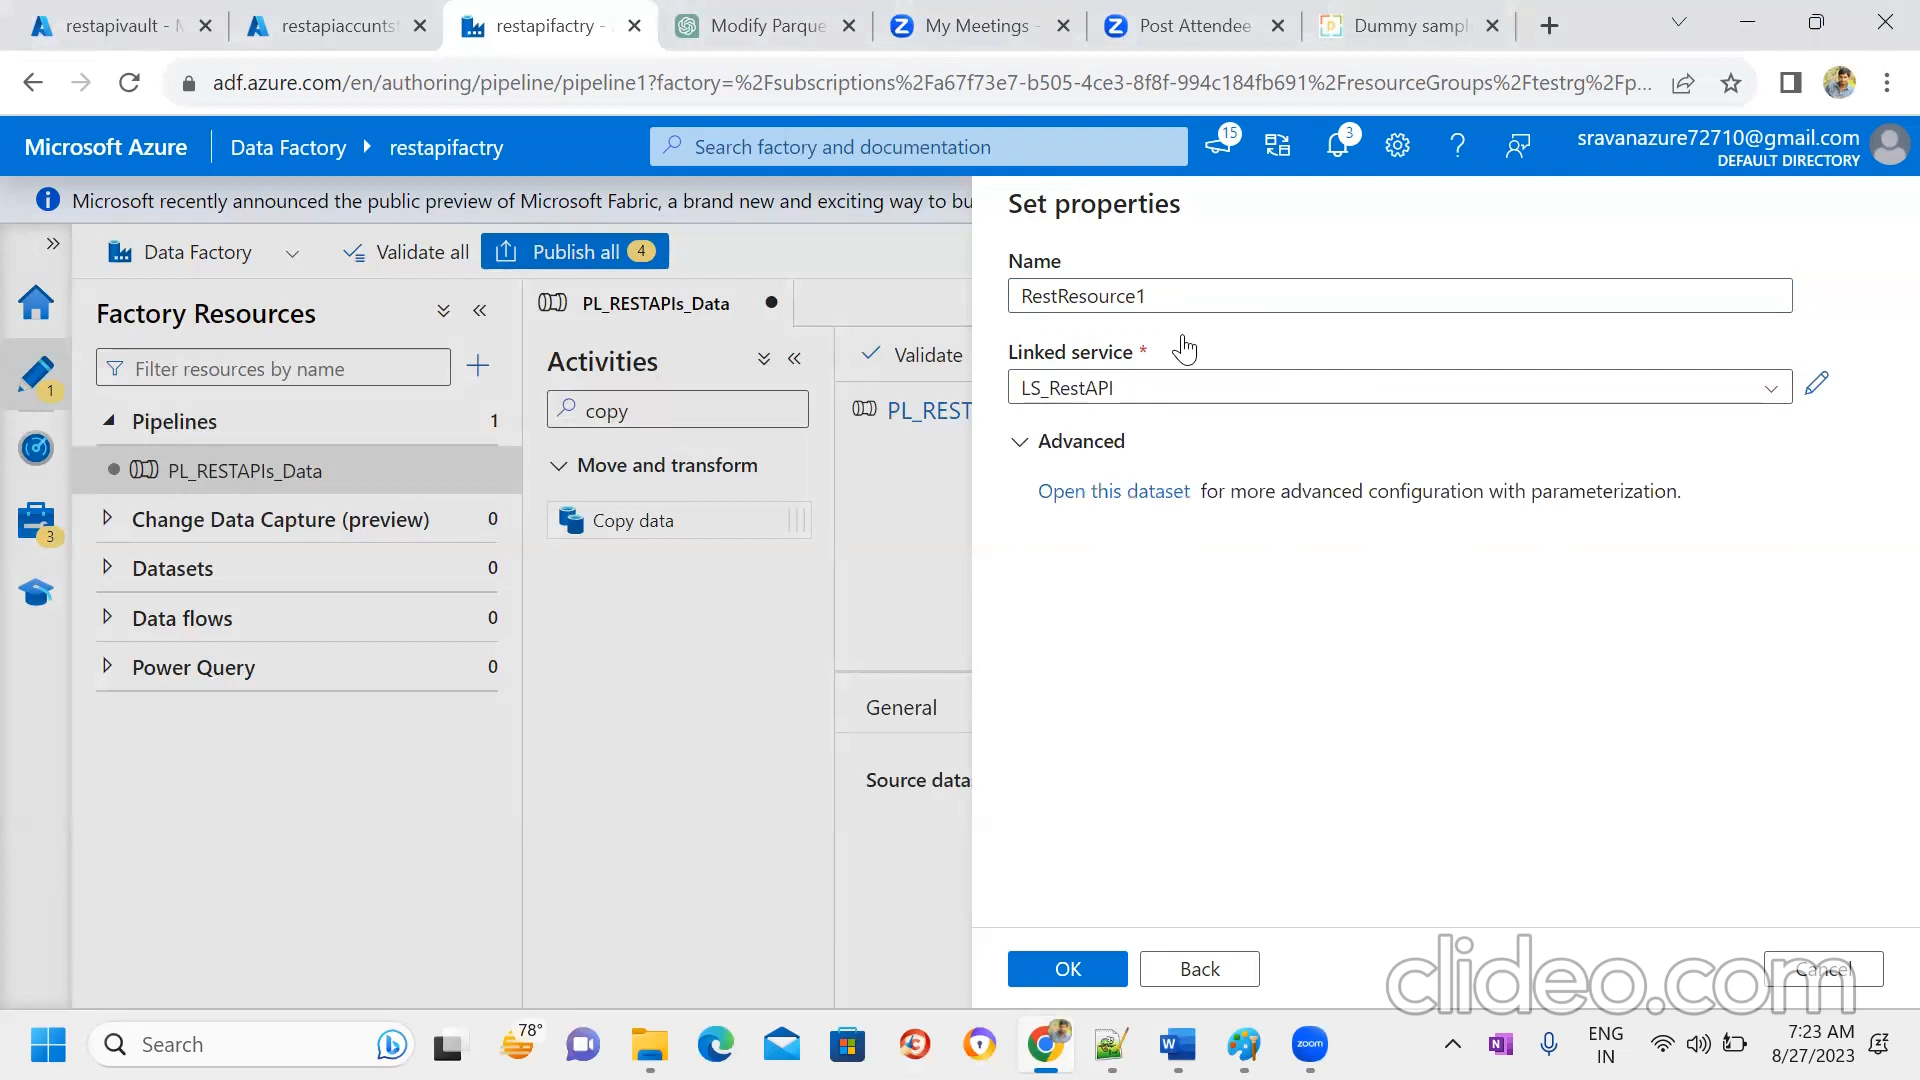 restapivault - M
restapiaccuntst
restapifactry -
Modify Parque
My Meetings -
Post Attendee
Dummy sampl
adf.azure.com/en/authoring/pipeline/pipeline1?factory=%2Fsubscriptions%2Fa67f73e7-b505-4ce3-8f8f-994c184fb691%2FresourceGroups%2Ftestrg%2Fp...
Microsoft Azure
Data Factory
restapifactry
Search factory and documentation
15
3
sravanazure72710@gmail.com
DEFAULT DIRECTORY
Microsoft recently announced the public preview of Microsoft Fabric, a brand new and exciting way to bu
Data Factory
Validate all
Publish all 4
Factory Resources
Filter resources by name
1
3
Pipelines 1
PL_RESTAPIs_Data
Change Data Capture (preview) 0
Datasets 0
Data flows 0
Power Query 0
PL_RESTAPIs_Data
Activities
copy
Move and transform
Copy data
Validate
PL_REST
General
Source data
Set properties
Name
RestResource1
Linked service *
LS_RestAPI
Advanced
Open this dataset for more advanced configuration with parameterization.
OK
Back
Cancel
clideo.com
Search
78°
zoom
ENG
IN
7:23 AM
8/27/2023